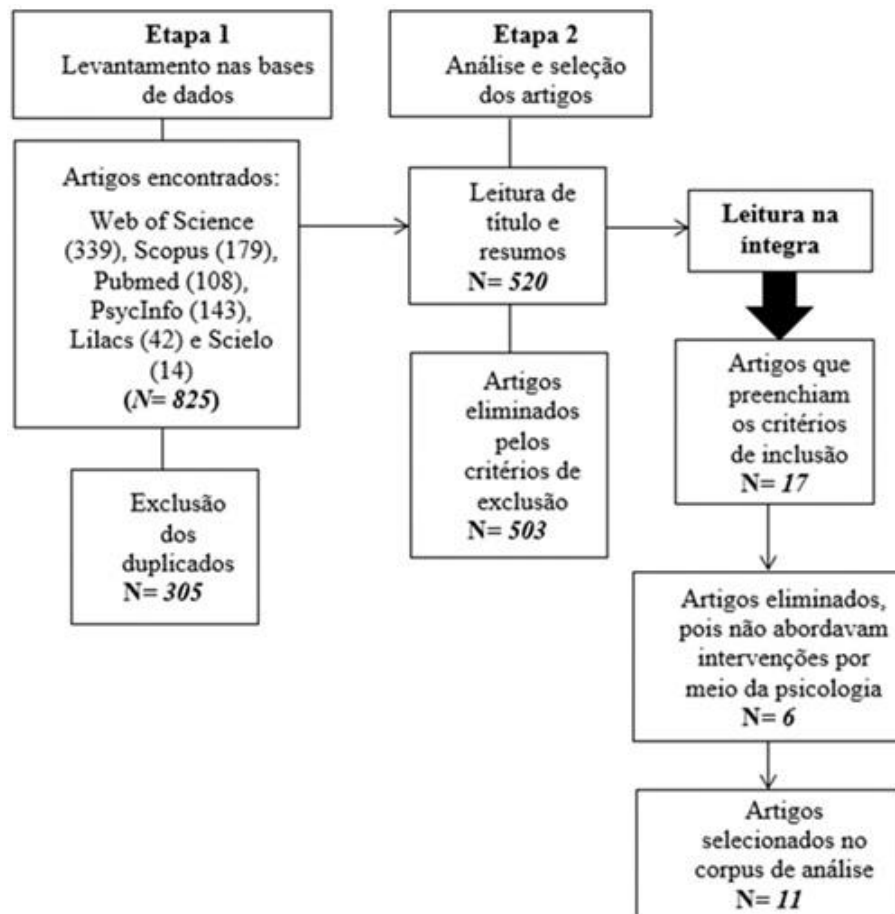 Etapa 1
Levantamento nas bases
de dados
Artigos encontrados:
Web of Science
(339), Scopus (179),
Pubmed (108),
PsycInfo (143),
Lilacs (42) e Scielo
(14)
(N= 825)
Exclusão
dos
duplicados
N= 305
Etapa 2
Análise e seleção
dos artigos
Leitura de
título e
resumos
N= 520
Artigos
eliminados
pelos
critérios de
exclusão
N= 503
Leitura na
íntegra
Artigos que
preenchiam
os critérios
de inclusão
N= 17
Artigos eliminados,
pois não abordavam
intervenções por
meio da psicologia
N= 6
Artigos
selecionados no
corpus de análise
N= 11